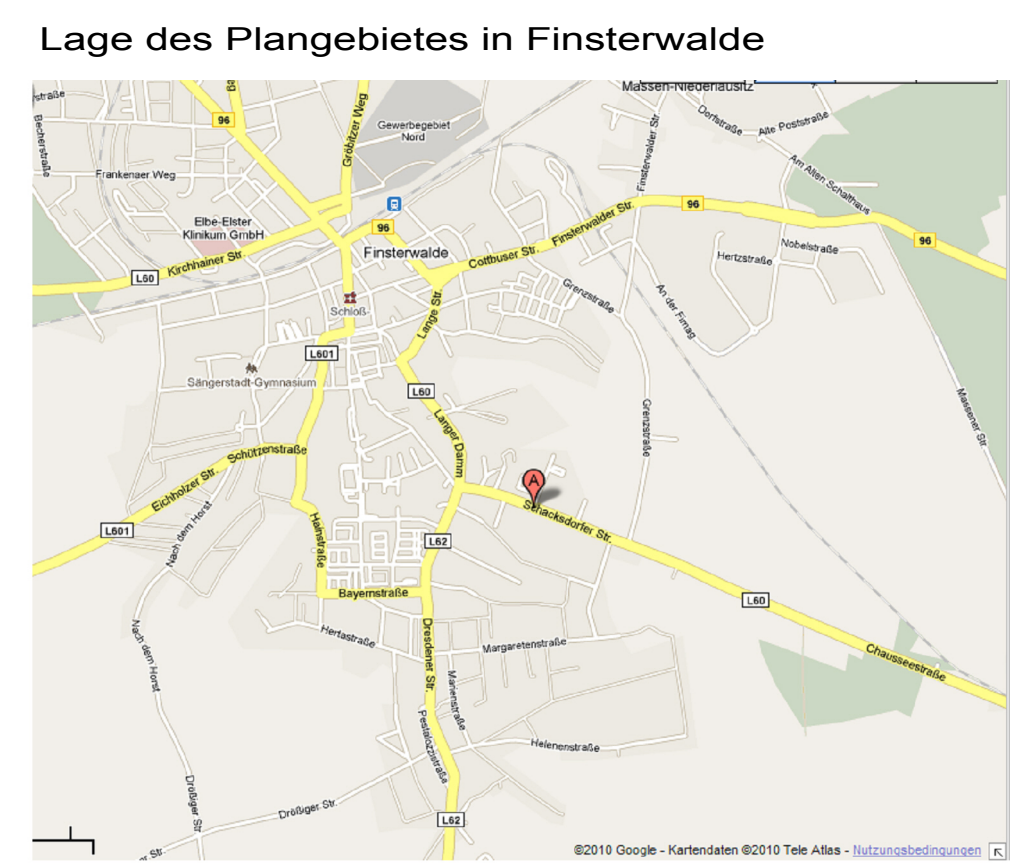 Lage des Plangebietes in Finsterwalde
Massen-Niederlausitz
Becherstraße
96
Gröbitzer Weg
Gewerbegebiet
Nord
Dorfstraße
Alte Poststraße
Finsterwalder Str.
Am Alten Schalthaus
Frankenaer Weg
Elbe-Elster
Klinikum GmbH
96
Finsterwalde
96
96
Kirchhainer Str.
L60
Cottbuser Str.
Finsterwalder Str.
Hertzstraße
Nobelstraße
Schloß
Lange Str.
Grenzstraße
An der Fimag
L601
Sängerstadt-Gymnasium
L60
Langer Damm
Grenzstraße
Massener Str.
Schützenstraße
Eichholzer Str.
L601
Nach dem Horst
Hainstraße
A
Schacksdorfer Str.
L62
L60
Bayernstraße
Hertastraße
Dresdener Str.
Margaretenstraße
Chausseestraße
Nach dem Horst
Marienstraße
Pestalozzistraße
Helenenstraße
Drößiger Str.
Drößiger Str.
L62
Str.
©2010 Google - Kartendaten ©2010 Tele Atlas - Nutzungsbedingungen